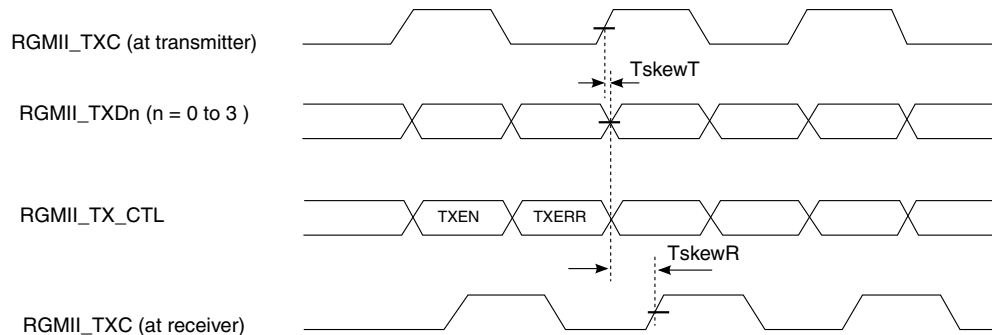 RGMII_TXC (at transmitter)
TskewT
RGMII_TXDn (n = 0 to 3 )
RGMII_TX_CTL
TXEN
TXERR
TskewR
RGMII_TXC (at receiver)